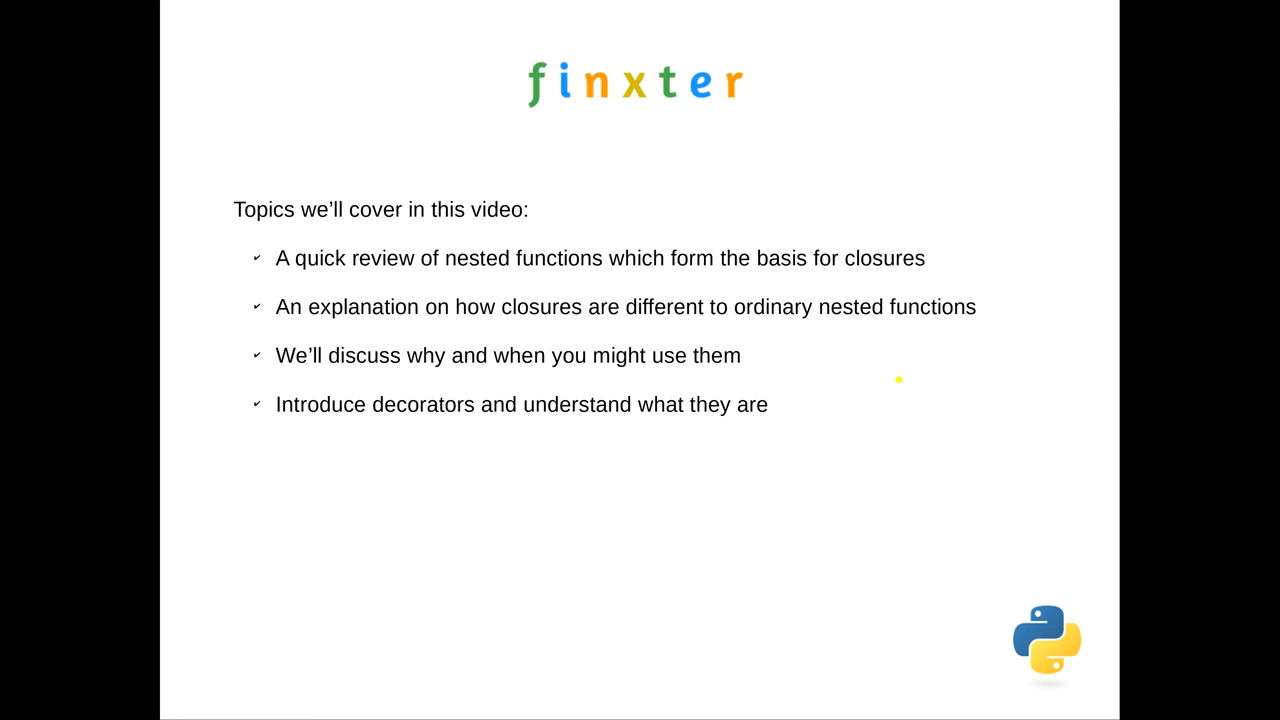 finxter
Topics we’ll cover in this video:
✔ A quick review of nested functions which form the basis for closures
✔ An explanation on how closures are different to ordinary nested functions
✔ We’ll discuss why and when you might use them
✔ Introduce decorators and understand what they are